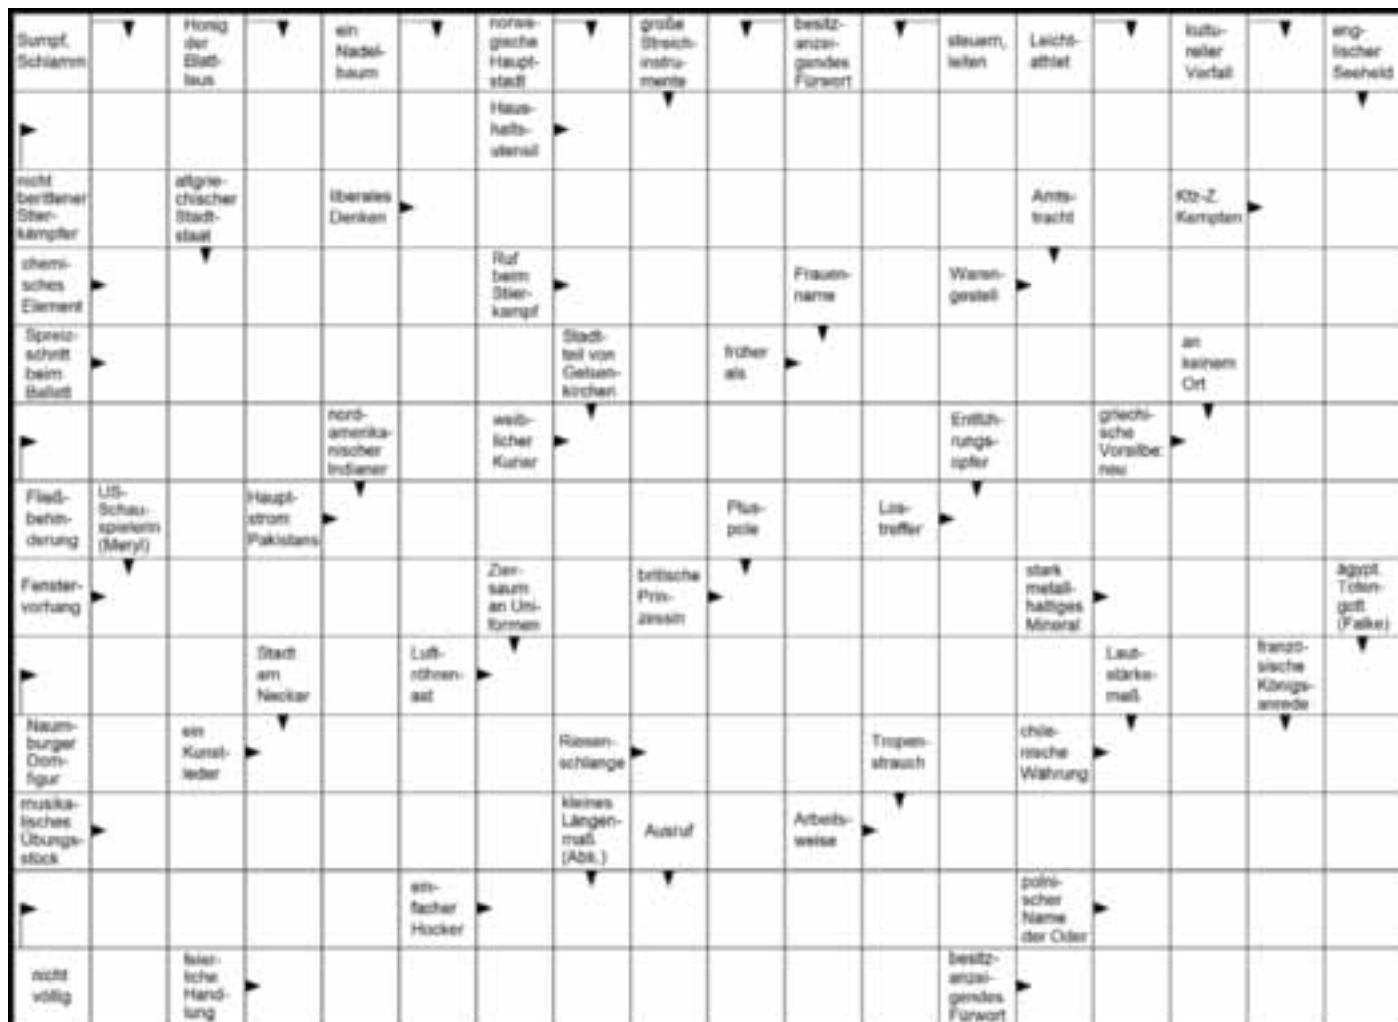 Sumpf,
Schlamm
Honig
der
Blatt-
laus
ein
Nadel-
baum
norwe-
gische
Haupt-
stadt
große
Streich-
instru-
mente
besitz-
anzei-
gendes
Fürwort
steuern,
leiten
Leicht-
athlet
kultu-
reller
Verfall
eng-
lischer
Seeheld
Haus-
halts-
utensil
nicht
berittener
Stier-
kämpfer
altgrie-
chischer
Stadt-
staat
liberales
Denken
Amts-
tracht
Kfz-Z.
Kempten
chemi-
sches
Element
Ruf
beim
Stier-
kampf
Frauen-
name
Waren-
gestell
Spreiz-
schritt
beim
Ballett
Stadt-
teil von
Gelsen-
kirchen
früher
als
an
keinem
Ort
nord-
amerika-
nischer
Indianer
weib-
licher
Kurier
Entfüh-
rungs-
opfer
griechi-
sche
Vorsilbe:
neu
Fließ-
behin-
derung
US-
Schau-
spielerin
(Meryl)
Haupt-
strom
Pakistans
Plus-
pole
Los-
treffer
Fenster-
vorhang
Zier-
saum
an Uni-
formen
britische
Prin-
zessin
stark
metall-
haltiges
Mineral
ägypt.
Toten-
gott
(Falke)
Stadt
am
Neckar
Luft-
röhren-
ast
Laut-
stärke-
maß
franzö-
sische
Königs-
anrede
Naum-
burger
Dom-
figur
ein
Kunst-
leder
Riesen-
schlange
Tropen-
strauch
chile-
nische
Währung
musika-
lisches
Übungs-
stück
kleines
Längen-
maß
(Abk.)
Ausruf
Arbeits-
weise
ein-
facher
Hocker
polni-
scher
Name
der Oder
nicht
völlig
feier-
liche
Hand-
lung
besitz-
anzei-
gendes
Fürwort